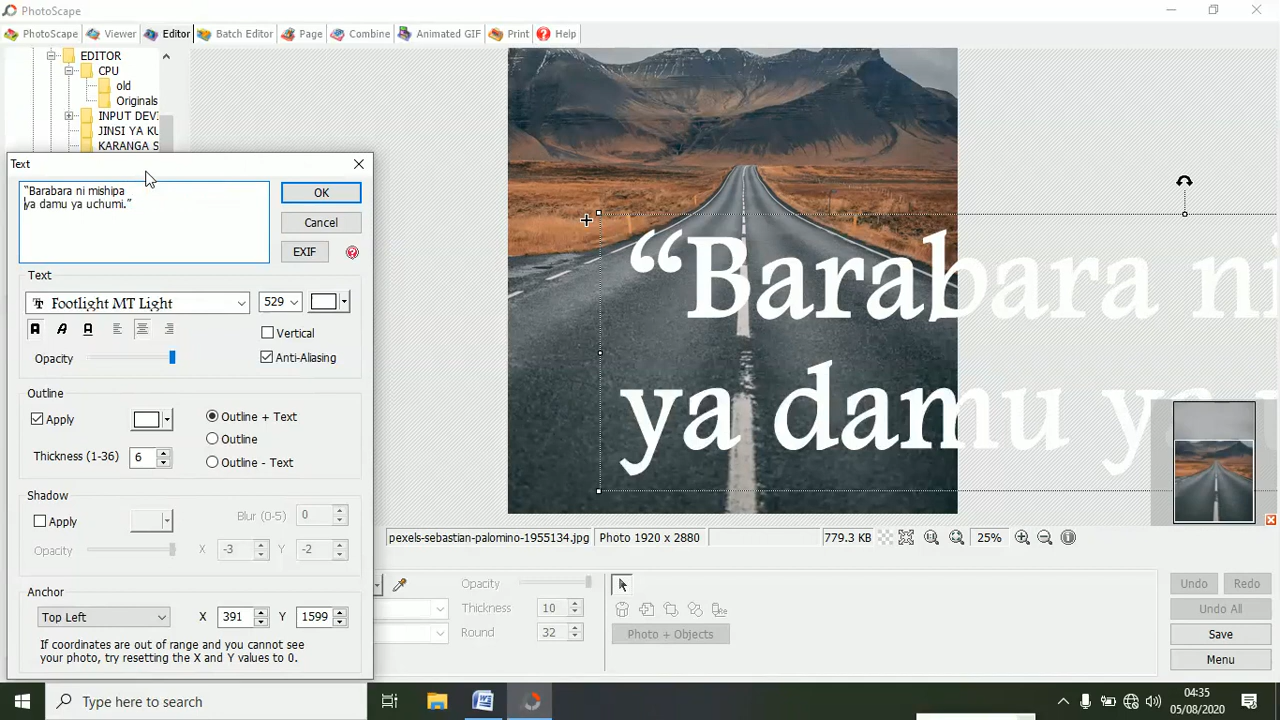 PhotoScape
PhotoScape Viewer Editor Batch Editor Page Combine Animated GIF Print Help
EDITOR
CPU
old
Originals
INPUT DEVI
JINSI YA KU
KARANGA S
Text
“Barabara ni mishipa
ya damu ya uchumi.”
OK
Cancel
EXIF
Text
Footlight MT Light 529
Vertical
Opacity Anti-Aliasing
Outline
Apply Outline + Text
Outline
Thickness (1-36) 6
Outline - Text
Shadow
Apply Blur (0-5) 0
Opacity X -3 Y -2
Anchor
Top Left X 391 Y 1599
If coordinates are out of range and you cannot see
your photo, try resetting the X and Y values to 0.
“Barabara ni
ya damu ya
pexels-sebastian-palomino-1955134.jpg Photo 1920 x 2880 779.3 KB 25%
Opacity
Thickness 10
Round 32
Photo + Objects
Undo Redo
Undo All
Save
Menu
Type here to search
04:35
05/08/2020